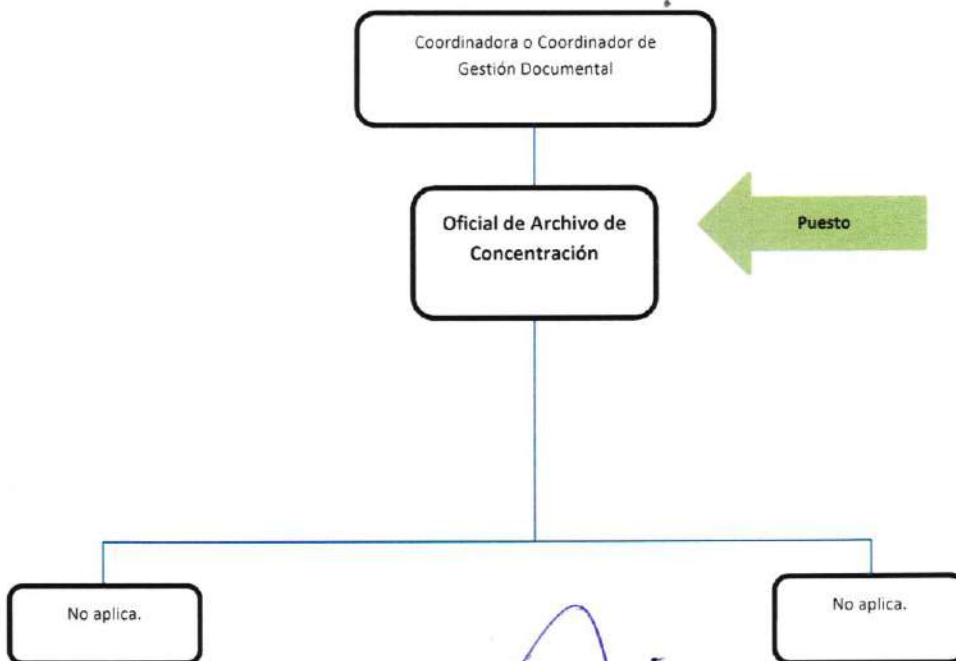 Coordinadora o Coordinador de
Gestión Documental
Oficial de Archivo de
Concentración
Puesto
No aplica.
No aplica.